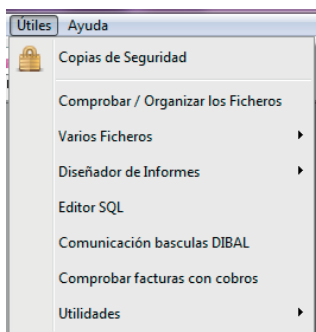 Útiles Ayuda
Copias de Seguridad
Comprobar / Organizar los Ficheros
Varios Ficheros
Diseñador de Informes
Editor SQL
Comunicación basculas DIBAL
Comprobar facturas con cobros
Utilidades